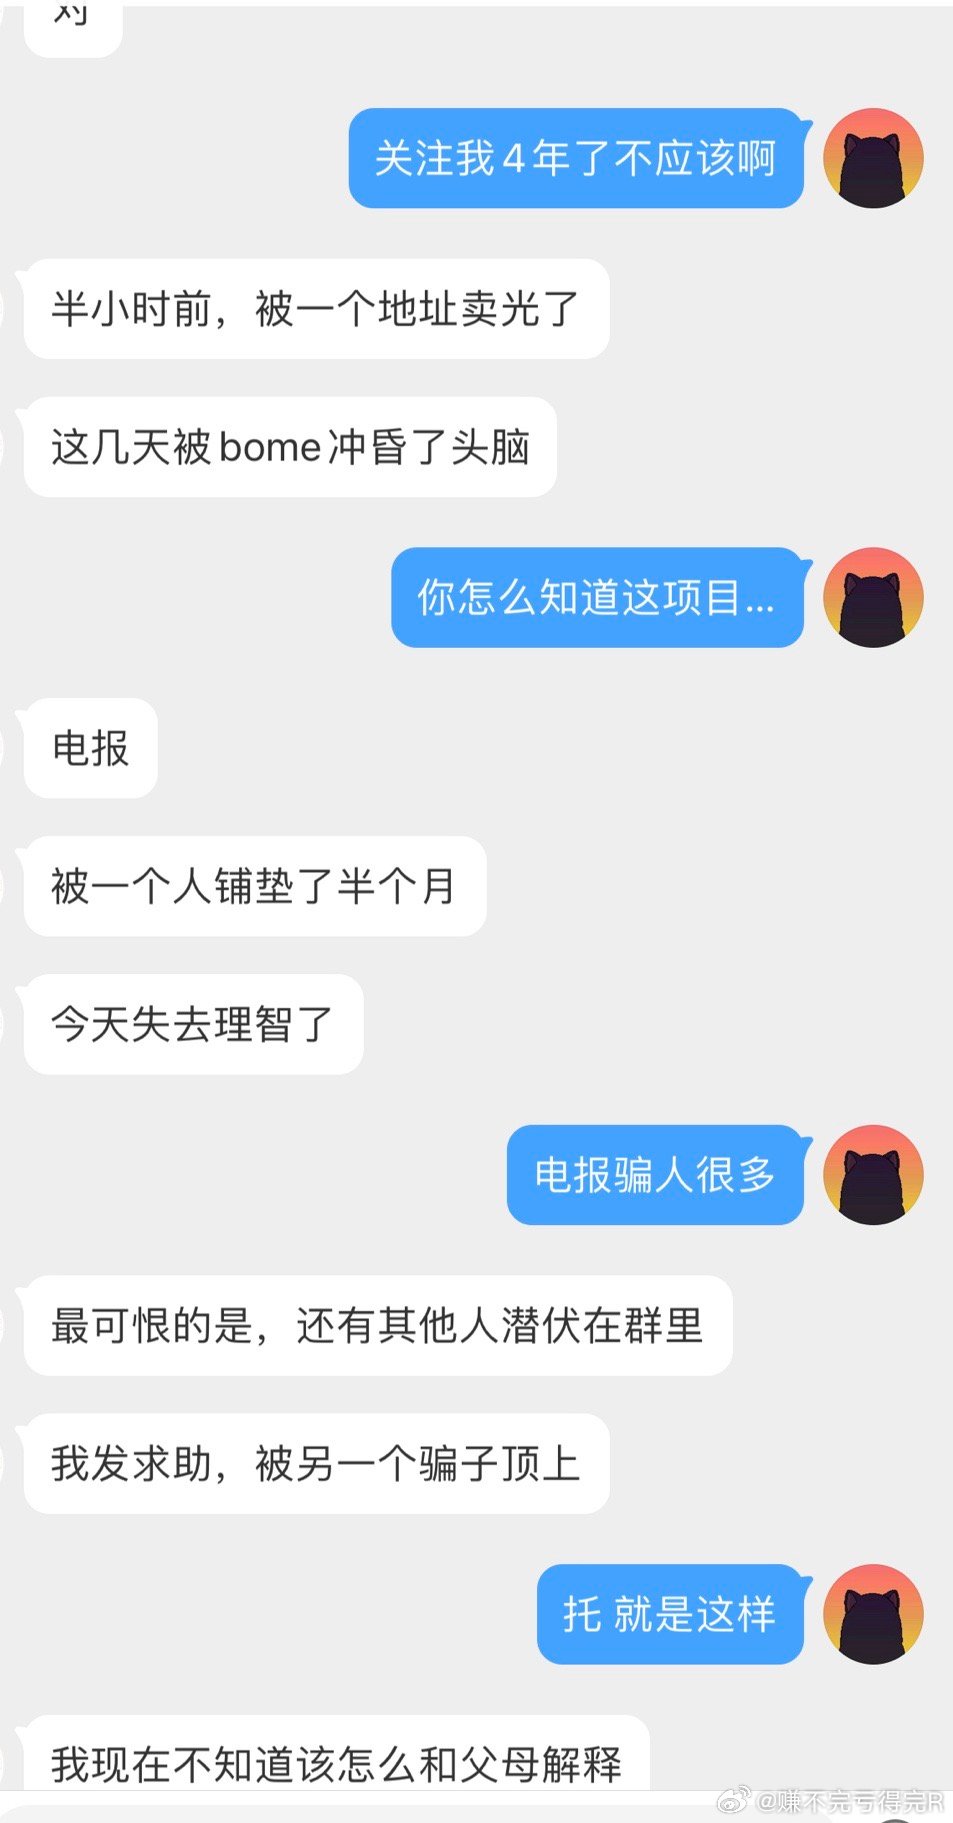 对
关注我4年了不应该啊
半小时前，被一个地址卖光了
这几天被bome冲昏了头脑
你怎么知道这项目...
电报
被一个人铺垫了半个月
今天失去理智了
电报骗人很多
最可恨的是，还有其他人潜伏在群里
我发求助，被另一个骗子顶上
托 就是这样
我现在不知道该怎么和父母解释
@赚不完亏得完R